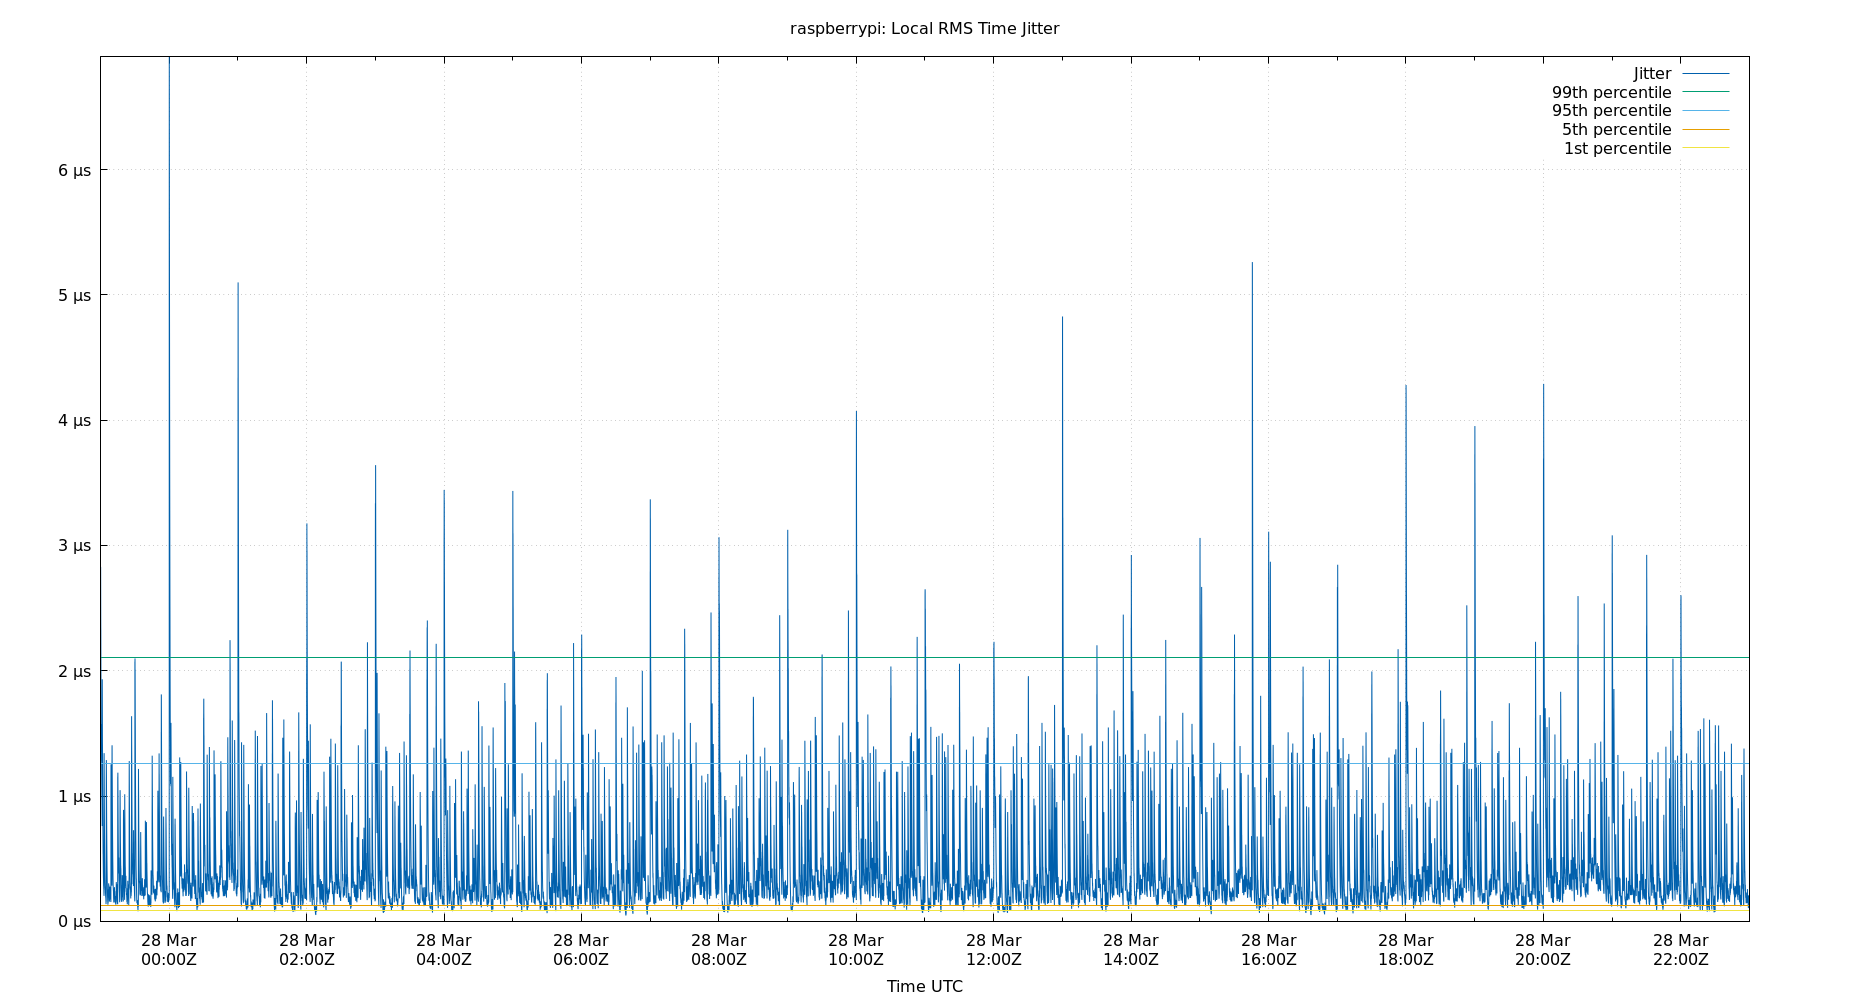 raspberrypi: Local RMS Time Jitter
Jitter
99th percentile
95th percentile
5th percentile
1st percentile
6 µs
5 µs
4 µs
3 µs
2 µs
1 µs
0 µs
28 Mar 28 Mar 28 Mar 28 Mar 28 Mar 28 Mar 28 Mar 28 Mar 28 Mar 28 Mar 28 Mar 28 Mar
00:00Z 02:00Z 04:00Z 06:00Z 08:00Z 10:00Z 12:00Z 14:00Z 16:00Z 18:00Z 20:00Z 22:00Z
Time UTC